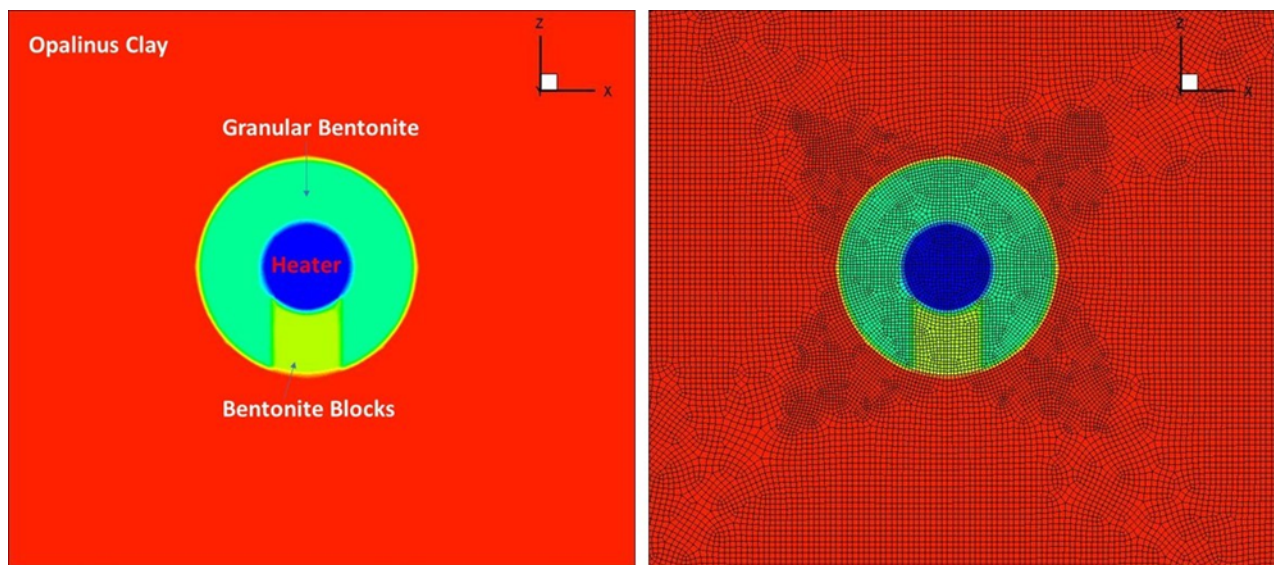 Opalinus Clay
Z
Y
X
Granular Bentonite
Heater
Bentonite Blocks
Z
Y
X